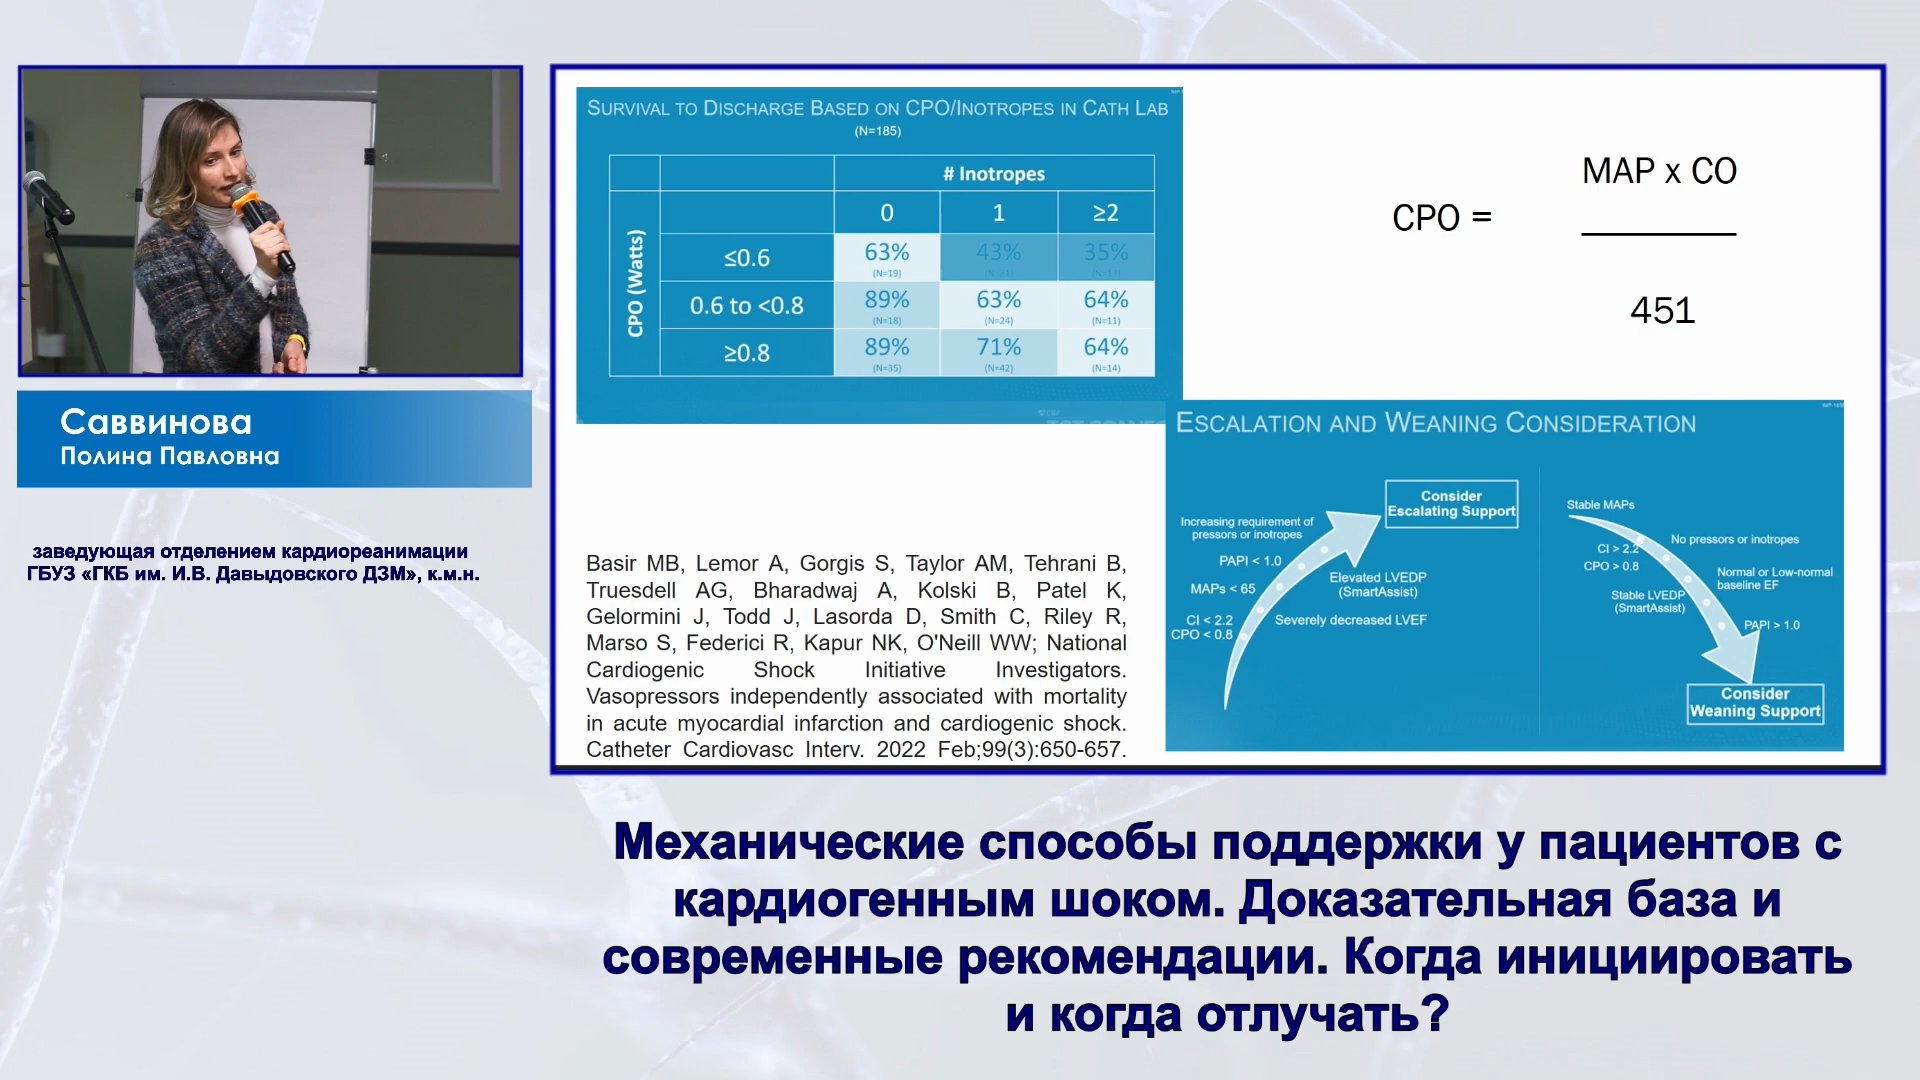 Саввинова
Полина Павловна
заведующая отделением кардиореанимации
ГБУЗ «ГКБ им. И.В. Давыдовского ДЗМ», к.м.н.
SURVIVAL TO DISCHARGE BASED ON CPO/INOTROPES IN CATH LAB
(N=185)
# Inotropes
CPO (Watts)
0 1 ≥2
≤0.6 63% 43% 35%
(N=19)
0.6 to <0.8 89% 63% 64%
(N=18) (N=24) (N=11)
≥0.8 89% 71% 64%
(N=35) (N=42) (N=14)
MAP x CO
CPO =
451
Basir MB, Lemor A, Gorgis S, Taylor AM, Tehrani B,
Truesdell AG, Bharadwaj A, Kolski B, Patel K,
Gelormini J, Todd J, Lasorda D, Smith C, Riley R,
Marso S, Federici R, Kapur NK, O'Neill WW; National
Cardiogenic Shock Initiative Investigators.
Vasopressors independently associated with mortality
in acute myocardial infarction and cardiogenic shock.
Catheter Cardiovasc Interv. 2022 Feb;99(3):650-657.
ESCALATION AND WEANING CONSIDERATION
Consider
Escalating Support
Increasing requirement of
pressors or inotropes
PAPI < 1.0
Elevated LVEDP
(SmartAssist)
MAPs < 65
CI < 2.2
CPO < 0.8
Severely decreased LVEF
Stable MAPs
No pressors or inotropes
CI > 2.2
CPO > 0.8
Normal or Low-normal
baseline EF
Stable LVEDP
(SmartAssist)
PAPI > 1.0
Consider
Weaning Support
Механические способы поддержки у пациентов с
кардиогенным шоком. Доказательная база и
современные рекомендации. Когда инициировать
и когда отлучать?